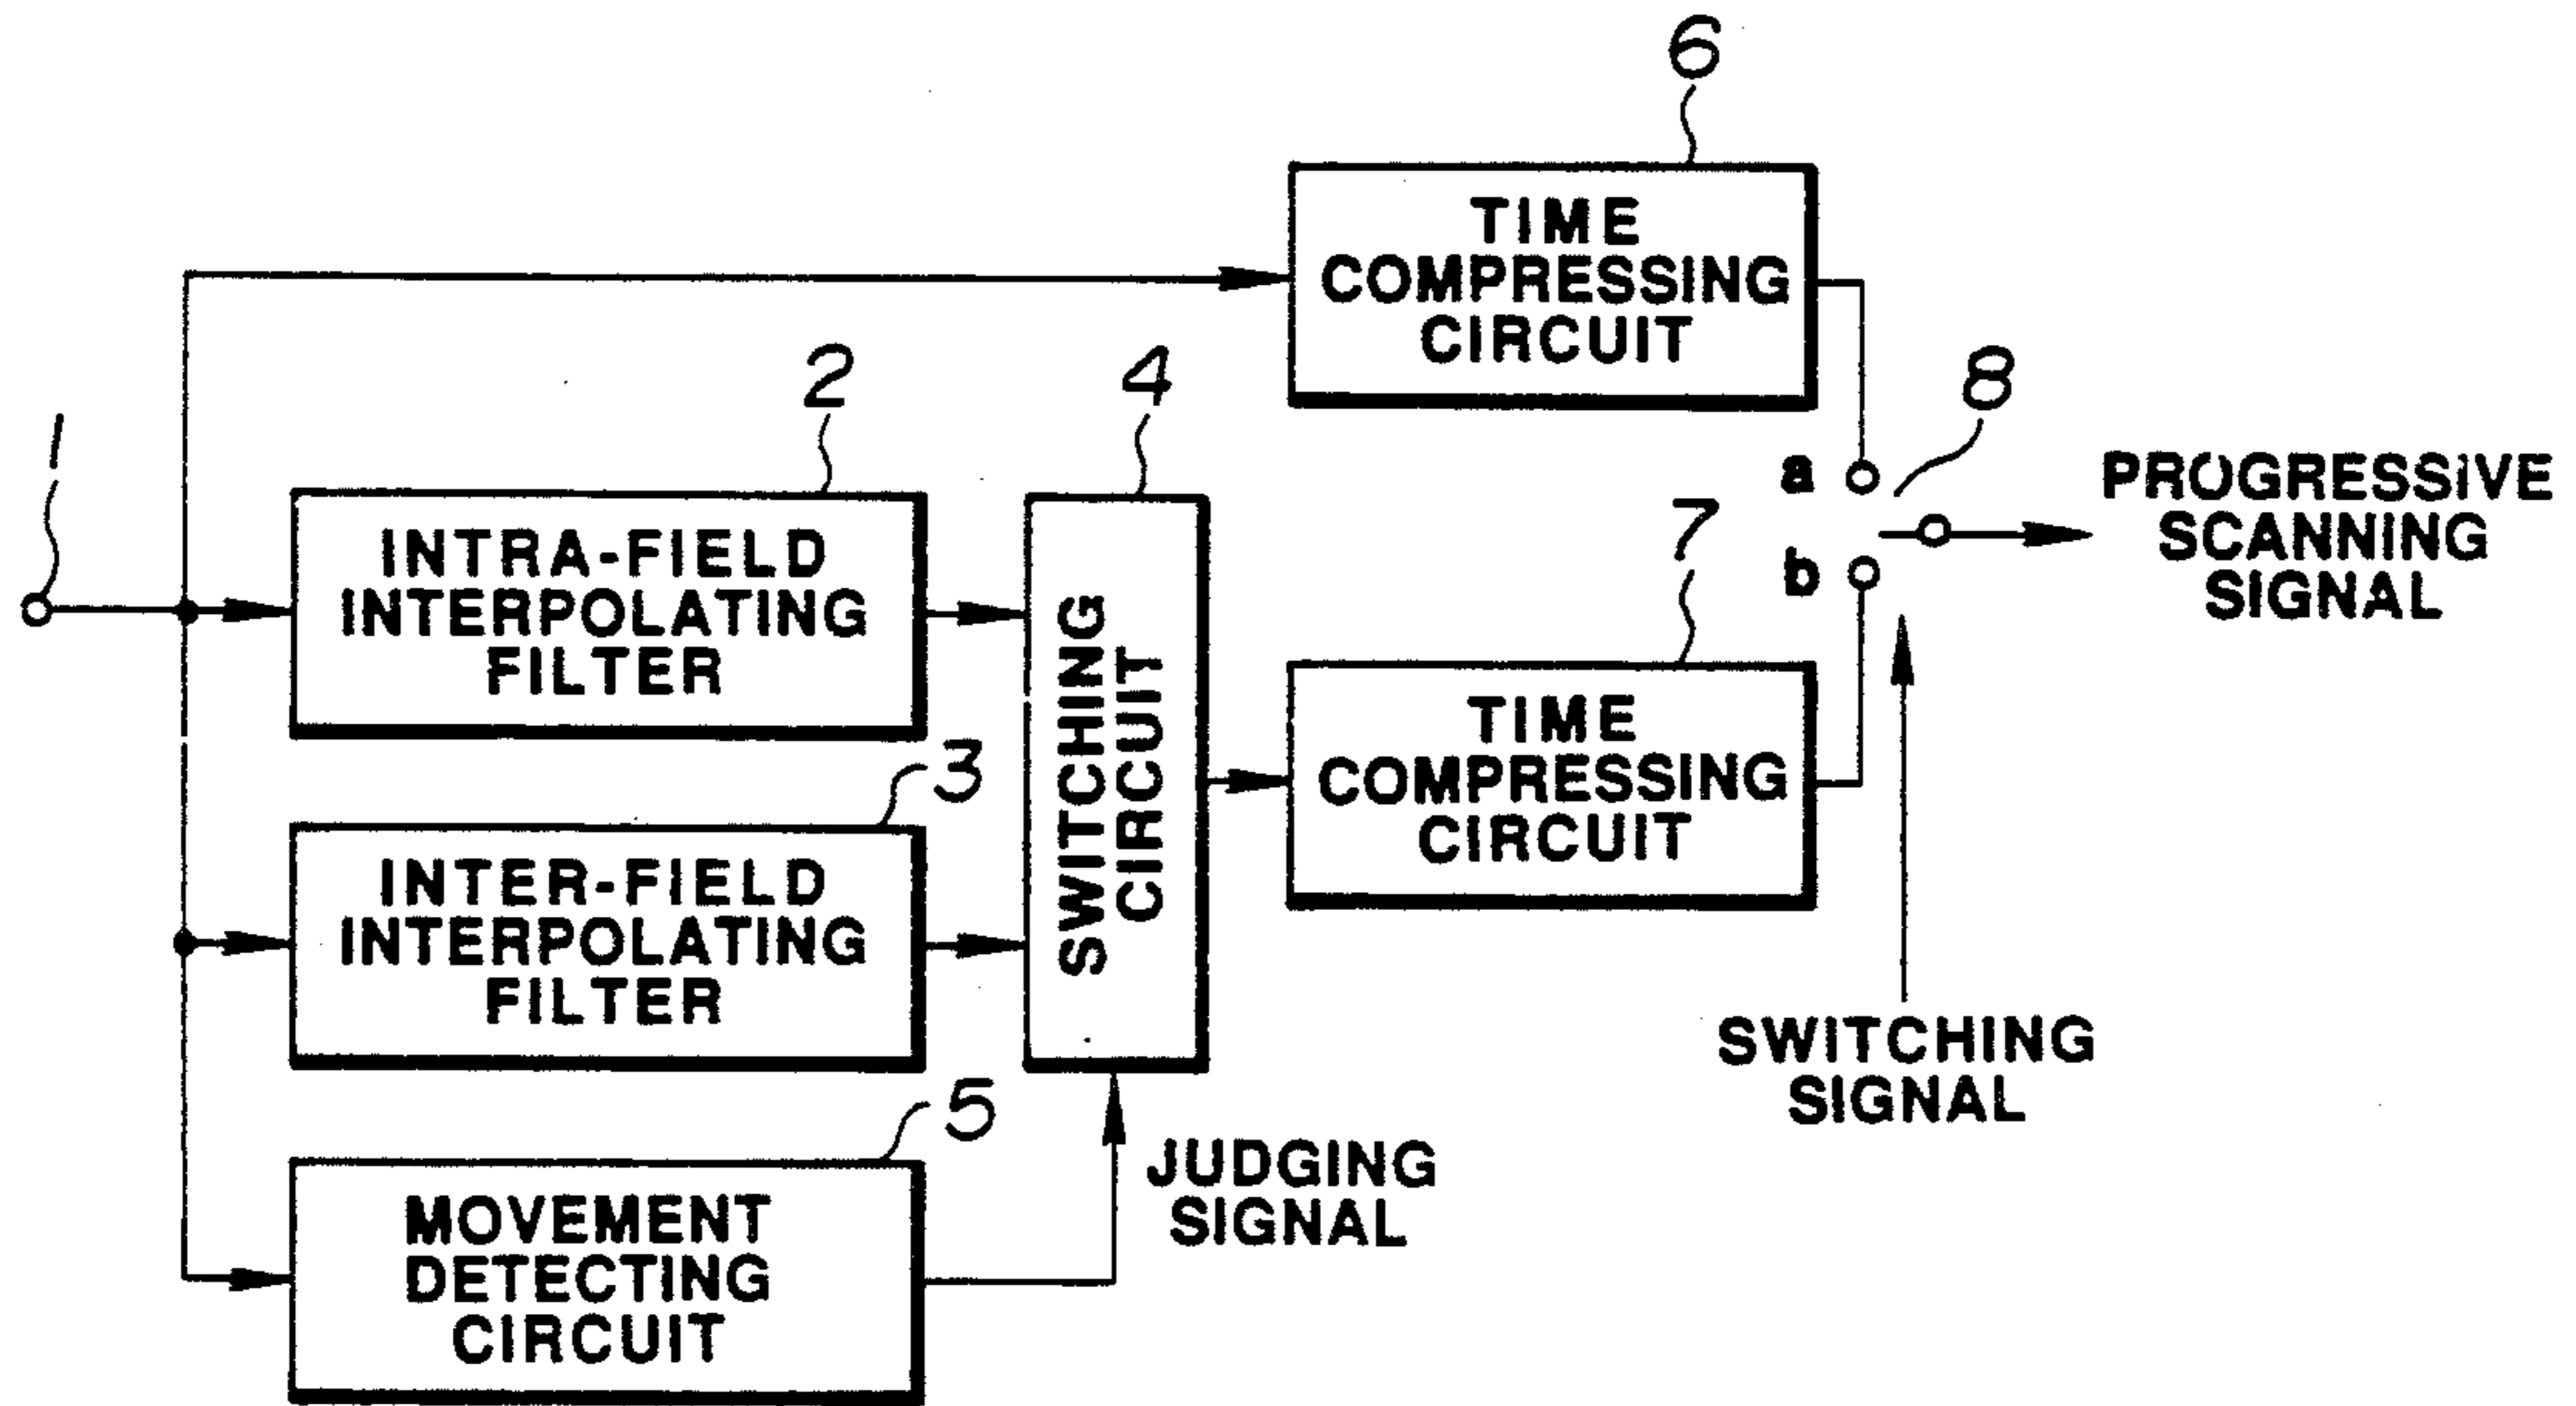 6
TIME
COMPRESSING
CIRCUIT
1
2
INTRA-FIELD
INTERPOLATING
FILTER
4
SWITCHING
CIRCUIT
8
a
b
PROGRESSIVE
SCANNING
SIGNAL
7
TIME
COMPRESSING
CIRCUIT
3
INTER-FIELD
INTERPOLATING
FILTER
SWITCHING
SIGNAL
5
MOVEMENT
DETECTING
CIRCUIT
JUDGING
SIGNAL